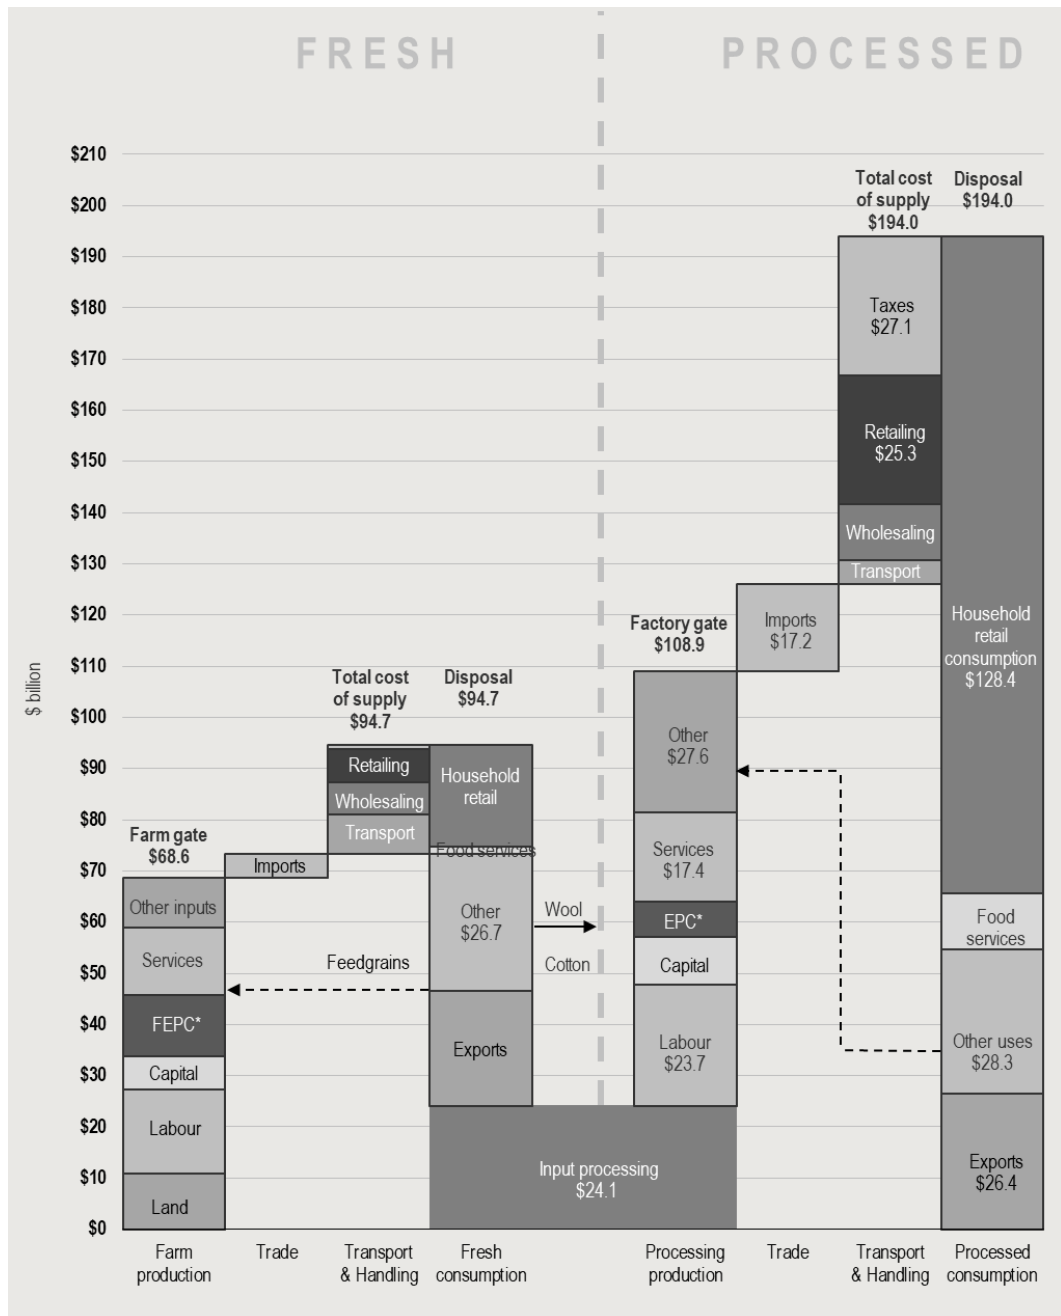 FRESH
PROCESSED
$210
$200
$190
$180
$170
$160
$150
$140
$130
$120
$110
$100
$90
$80
$70
$60
$50
$40
$30
$20
$10
$0
$ billion
Farm gate
$68.6
Other inputs
Services
FEPC*
Capital
Labour
Land
Imports
Total cost
of supply
$94.7
Retailing
Wholesaling
Transport
Feedgrains
Disposal
$94.7
Household
retail
Food services
Other
$26.7
Exports
Wool
Cotton
Input processing
$24.1
Factory gate
$108.9
Other
$27.6
Services
$17.4
EPC*
Capital
Labour
$23.7
Imports
$17.2
Total cost
of supply
$194.0
Taxes
$27.1
Retailing
$25.3
Wholesaling
Transport
Disposal
$194.0
Household
retail
consumption
$128.4
Food
services
Other uses
$28.3
Exports
$26.4
Farm
production
Trade
Transport
& Handling
Fresh
consumption
Processing
production
Trade
Transport
& Handling
Processed
consumption